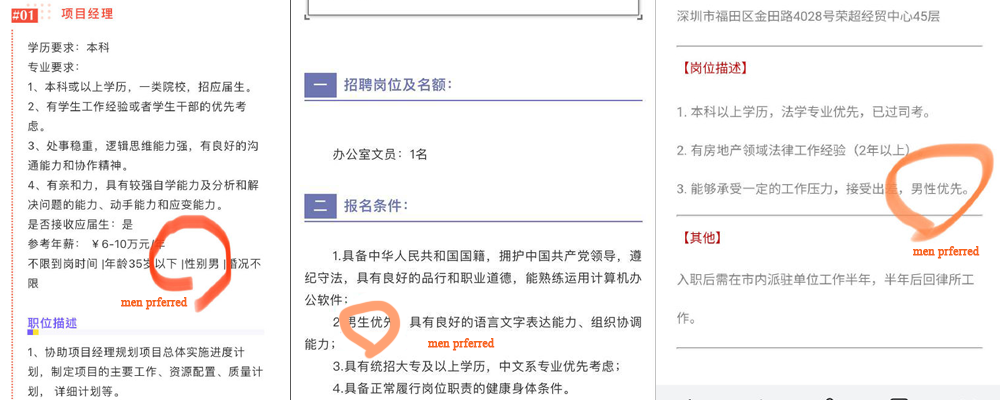 #01 项目经理
学历要求：本科
专业要求：
1、本科或以上学历，一类院校，招应届生。
2、有学生工作经验或者学生干部的优先考
虑。
3、处事稳重，逻辑思维能力强，有良好的沟
通能力和协作精神。
4、有亲和力，具有较强自学能力及分析和解
决问题的能力、动手能力和应变能力。
是否接收应届生：是
参考年薪： ￥6-10万元/年
不限到岗时间 |年龄35岁以下 |性别男 |婚况不
限
men prferred
职位描述
1、协助项目经理规划项目总体实施进度计
划，制定项目的主要工作、资源配置、质量计
划， 详细计划等。
一 招聘岗位及名额：
办公室文员：1名
二 报名条件：
1.具备中华人民共和国国籍，拥护中国共产党领导，遵
纪守法，具有良好的品行和职业道德，能熟练运用计算机办
公软件；
2.男生优先，具有良好的语言文字表达能力、组织协调
能力；
men prferred
3.具有统招大专及以上学历，中文系专业优先考虑；
4.具备正常履行岗位职责的健康身体条件。
深圳市福田区金田路4028号荣超经贸中心45层
【岗位描述】
1. 本科以上学历，法学专业优先，已过司考。
2. 有房地产领域法律工作经验（2年以上）
3. 能够承受一定的工作压力，接受出差，男性优先。
【其他】
men prferred
入职后需在市内派驻单位工作半年，半年后回律所工
作。